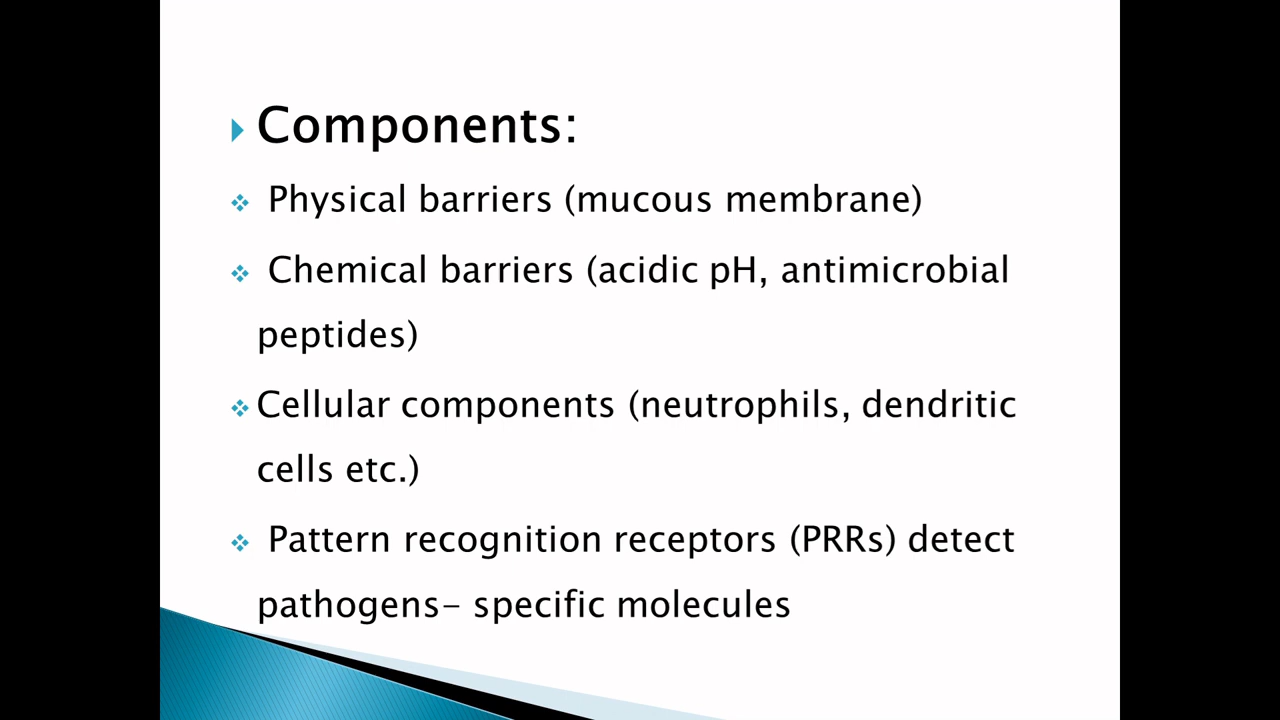 Components:
Physical barriers (mucous membrane)
Chemical barriers (acidic pH, antimicrobial
peptides)
Cellular components (neutrophils, dendritic
cells etc.)
Pattern recognition receptors (PRRs) detect
pathogens- specific molecules